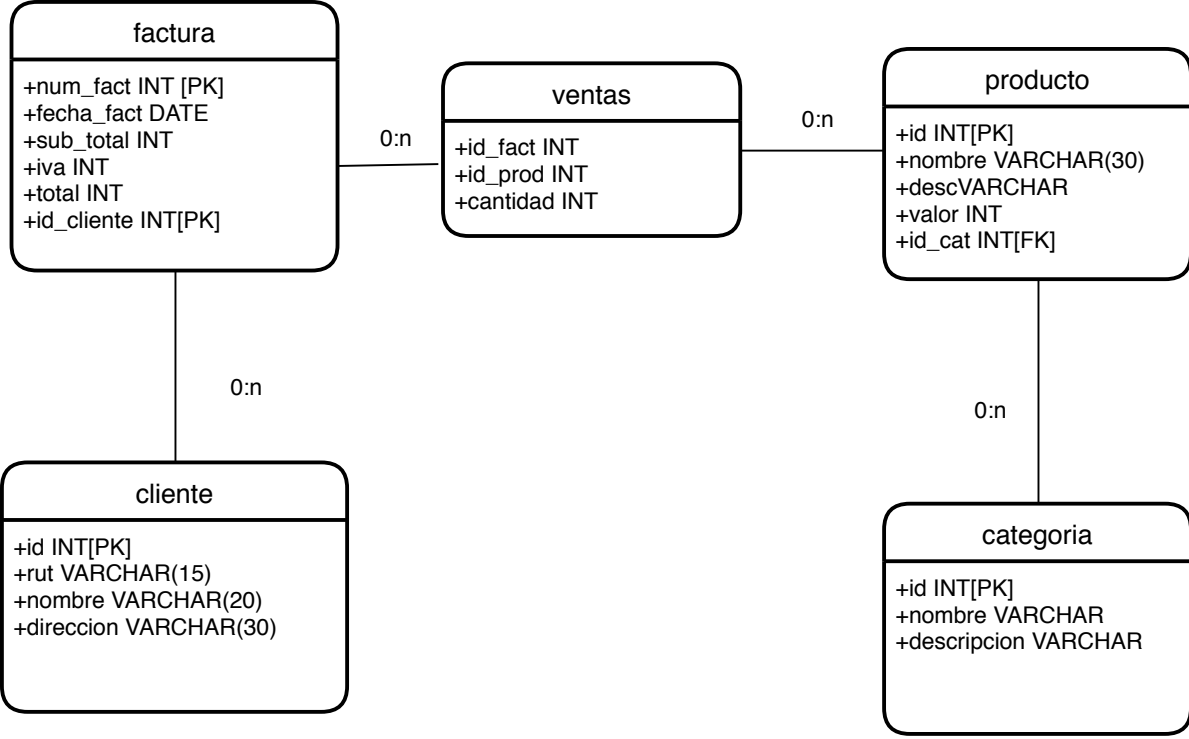 factura
+num_fact INT [PK]
+fecha_fact DATE
+sub_total INT
+iva INT
+total INT
+id_cliente INT[PK]
0:n
ventas
+id_fact INT
+id_prod INT
+cantidad INT
0:n
producto
+id INT[PK]
+nombre VARCHAR(30)
+descVARCHAR
+valor INT
+id_cat INT[FK]
0:n
0:n
cliente
+id INT[PK]
+rut VARCHAR(15)
+nombre VARCHAR(20)
+direccion VARCHAR(30)
categoria
+id INT[PK]
+nombre VARCHAR
+descripcion VARCHAR